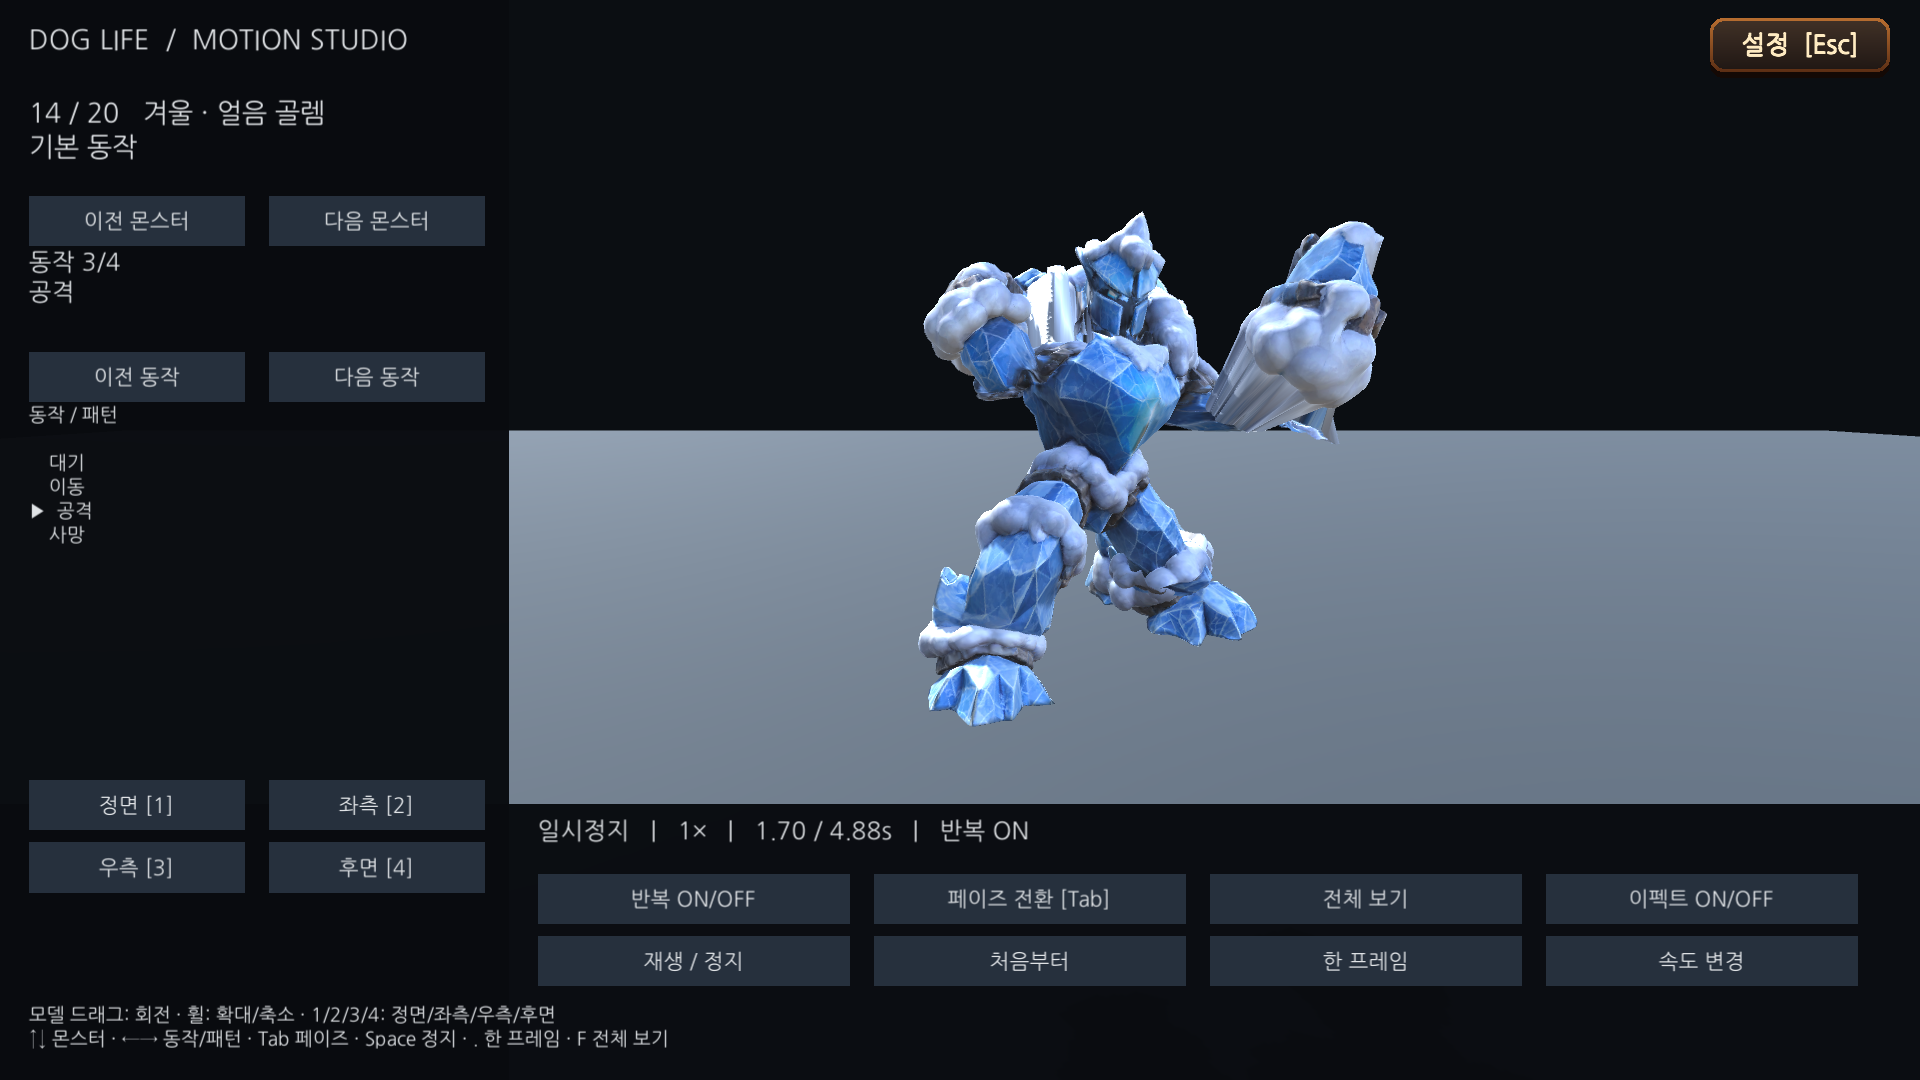 DOG LIFE / MOTION STUDIO
설정 [Esc]
14 / 20 겨울 · 얼음 골렘
기본 동작
이전 몬스터
다음 몬스터
동작 3/4
공격
이전 동작
다음 동작
동작 / 패턴
대기
이동
▶ 공격
사망
정면 [1]
좌측 [2]
우측 [3]
후면 [4]
일시정지 | 1× | 1.70 / 4.88s | 반복 ON
반복 ON/OFF
페이즈 전환 [Tab]
전체 보기
이펙트 ON/OFF
재생 / 정지
처음부터
한 프레임
속도 변경
모델 드래그: 회전 · 휠: 확대/축소 · 1/2/3/4: 정면/좌측/우측/후면
↑↓ 몬스터 · ←→ 동작/패턴 · Tab 페이즈 · Space 정지 · . 한 프레임 · F 전체 보기